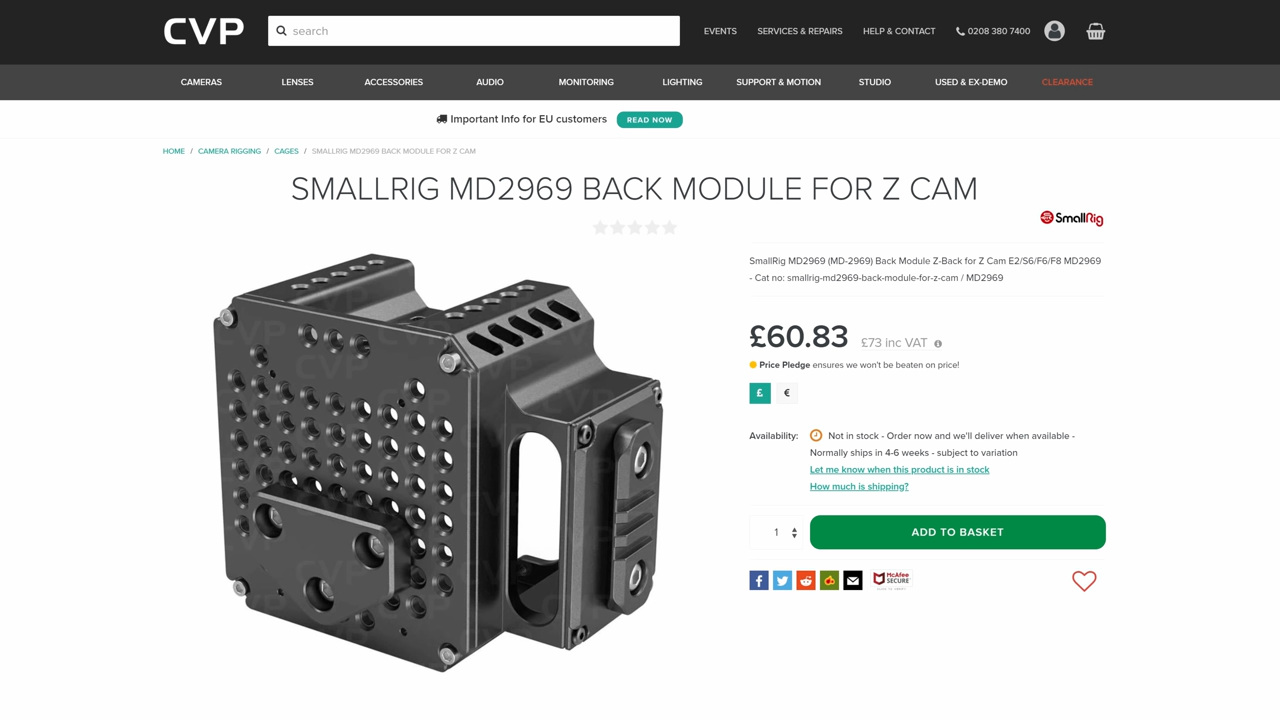 CVP
search
EVENTS
SERVICES & REPAIRS
HELP & CONTACT
0208 380 7400
CAMERAS
LENSES
ACCESSORIES
AUDIO
MONITORING
LIGHTING
SUPPORT & MOTION
STUDIO
USED & EX-DEMO
CLEARANCE
Important Info for EU customers
READ NOW
HOME / CAMERA RIGGING / CAGES / SMALLRIG MD2969 BACK MODULE FOR Z CAM
SMALLRIG MD2969 BACK MODULE FOR Z CAM
SmallRig
SmallRig MD2969 (MD-2969) Back Module Z-Back for Z Cam E2/S6/F6/F8 MD2969
- Cat no: smallrig-md2969-back-module-for-z-cam / MD2969
£60.83 £73 inc VAT
Price Pledge ensures we won't be beaten on price!
£ €
Availability: Not in stock - Order now and we'll deliver when available -
Normally ships in 4-6 weeks - subject to variation
Let me know when this product is in stock
How much is shipping?
1
ADD TO BASKET
McAfee
SECURE
CVP
CVP
CVP